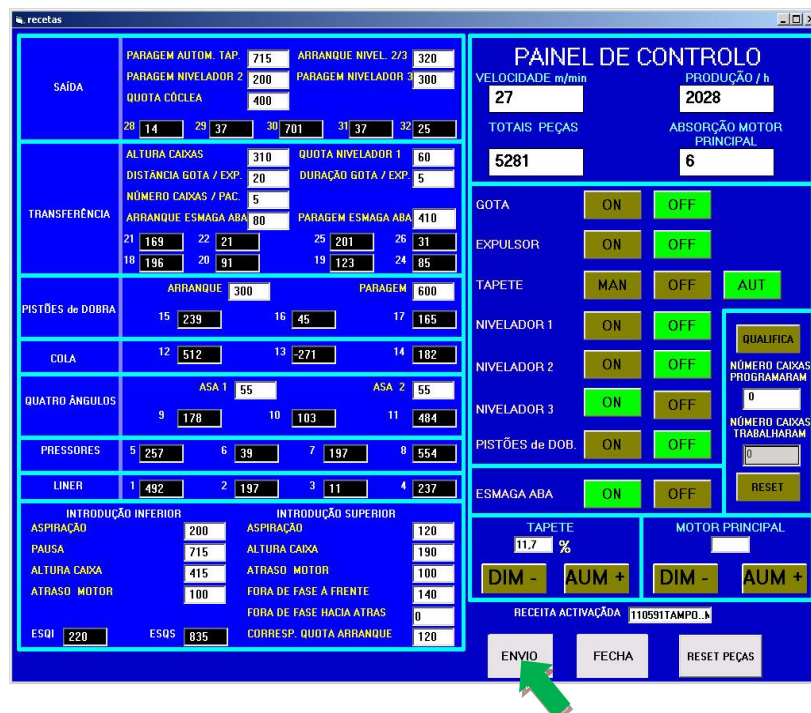 recetas
SAÍDA
PARAGEM AUTOM. TAP. 715 ARRANQUE NIVEL. 2/3 320
PARAGEM NIVELADOR 2 200 PARAGEM NIVELADOR 3 300
QUOTA CÓCLEA 400
28 14 29 37 30 701 31 37 32 25
TRANSFERÊNCIA
ALTURA CAIXAS 310 QUOTA NIVELADOR 1 60
DISTÂNCIA GOTA / EXP. 20 DURAÇÃO GOTA / EXP. 5
NÚMERO CAIXAS / PAC. 5
ARRANQUE ESMAGA ABA 80 PARAGEM ESMAGA ABA 410
21 169 22 21 25 201 26 31
18 196 20 91 19 123 24 85
PISTÕES de DOBRA
ARRANQUE 300 PARAGEM 600
15 239 16 45 17 165
COLA
12 512 13 -271 14 182
QUATRO ÂNGULOS
ASA 1 55 ASA 2 55
9 178 10 103 11 484
PRESSORES 5 257 6 39 7 197 8 554
LINER 1 492 2 197 3 11 4 237
INTRODUÇÃO INFERIOR
ASPIRAÇÃO 200
PAUSA 715
ALTURA CAIXA 415
ATRASO MOTOR 100
ESQI 220 ESQS 835
INTRODUÇÃO SUPERIOR
ASPIRAÇÃO 120
ALTURA CAIXA 190
ATRASO MOTOR 100
FORA DE FASE À FRENTE 140
FORA DE FASE HACIA ATRAS 0
CORRESP. QUOTA ARRANQUE 120
PAINEL DE CONTROLO
VELOCIDADE m/min PRODUÇÃO / h
27 2028
TOTAIS PEÇAS ABSORÇÃO MOTOR
PRINCIPAL
5281 6
GOTA ON OFF
EXPULSOR ON OFF
TAPETE MAN OFF AUT
NIVELADOR 1 ON OFF
NIVELADOR 2 ON OFF
NIVELADOR 3 ON OFF
PISTÕES de DOB. ON OFF
ESMAGA ABA ON OFF
QUALIFICA
NÚMERO CAIXAS
PROGRAMARAM
0
NÚMERO CAIXAS
TRABALHARAM
0
RESET
TAPETE
11,7 %
DIM - AUM +
MOTOR PRINCIPAL
DIM - AUM +
RECEITA ACTIVAÇÃDA 110591TAMPO..
ENVIO FECHA RESET PEÇAS